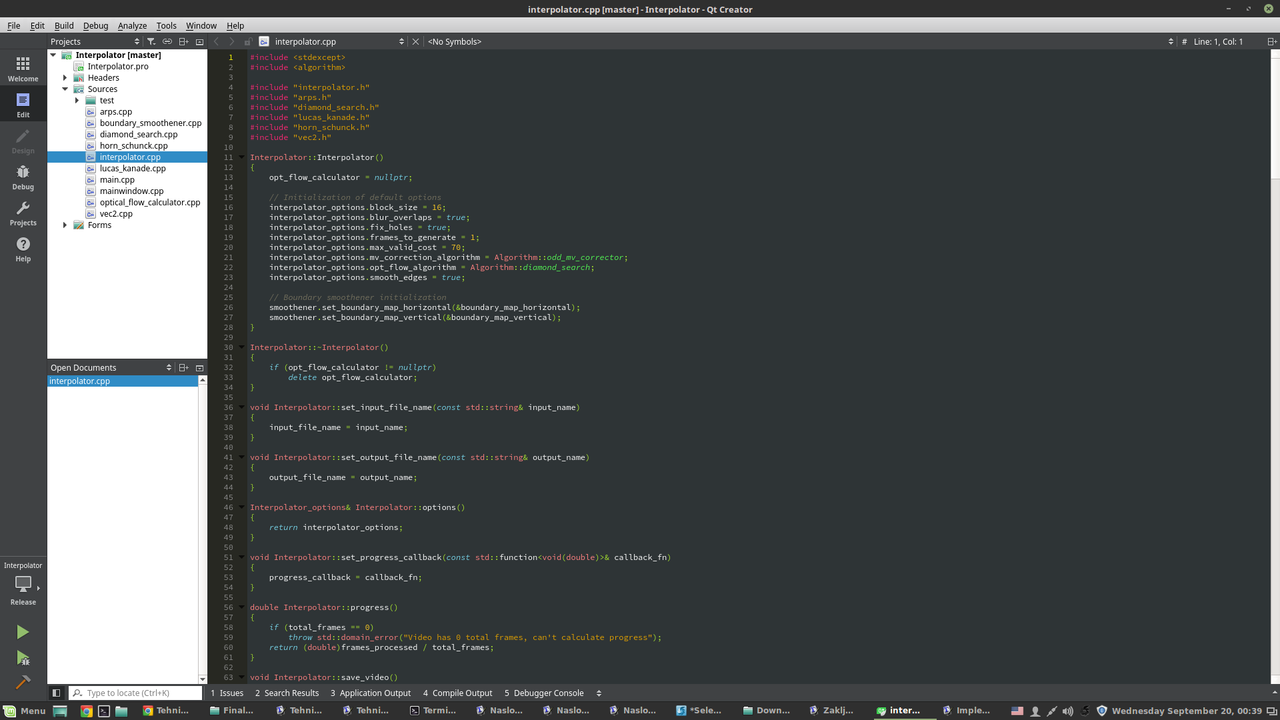 interpolator.cpp [master] - Interpolator - Qt Creator
File Edit View Build Debug Analyze Tools Window Help
Projects
interpolator.cpp
<No Symbols>
# Line: 1, Col: 1
Welcome
Edit
Design
Debug
Projects
Help
Interpolator
Release
Interpolator [master]
Interpolator.pro
Headers
Sources
test
arps.cpp
boundary_smoothener.cpp
diamond_search.cpp
horn_schunck.cpp
interpolator.cpp
lucas_kanade.cpp
main.cpp
mainwindow.cpp
optical_flow_calculator.cpp
vec2.cpp
Forms
Open Documents
interpolator.cpp
1 #include <stdexcept>
2 #include <algorithm>
3
4 #include "interpolator.h"
5 #include "arps.h"
6 #include "diamond_search.h"
7 #include "lucas_kanade.h"
8 #include "horn_schunck.h"
9 #include "vec2.h"
10
11 Interpolator::Interpolator()
12 {
13 opt_flow_calculator = nullptr;
14
15 // Initialization of default options
16 interpolator_options.block_size = 16;
17 interpolator_options.blur_overlaps = true;
18 interpolator_options.fix_holes = true;
19 interpolator_options.frames_to_generate = 1;
20 interpolator_options.max_valid_cost = 70;
21 interpolator_options.mv_correction_algorithm = Algorithm::odd_mv_corrector;
22 interpolator_options.opt_flow_algorithm = Algorithm::diamond_search;
23 interpolator_options.smooth_edges = true;
24
25 // Boundary smoothener initialization
26 smoothener.set_boundary_map_horizontal(&boundary_map_horizontal);
27 smoothener.set_boundary_map_vertical(&boundary_map_vertical);
28 }
29
30 Interpolator::~Interpolator()
31 {
32 if (opt_flow_calculator != nullptr)
33 delete opt_flow_calculator;
34 }
35
36 void Interpolator::set_input_file_name(const std::string& input_name)
37 {
38 input_file_name = input_name;
39 }
40
41 void Interpolator::set_output_file_name(const std::string& output_name)
42 {
43 output_file_name = output_name;
44 }
45
46 Interpolator_options& Interpolator::options()
47 {
48 return interpolator_options;
49 }
50
51 void Interpolator::set_progress_callback(const std::function<void(double)>& callback_fn)
52 {
53 progress_callback = callback_fn;
54 }
55
56 double Interpolator::progress()
57 {
58 if (total_frames == 0)
59 throw std::domain_error("Video has 0 total frames, can't calculate progress");
60 return (double)frames_processed / total_frames;
61 }
62
63 void Interpolator::save_video()
Type to locate (Ctrl+K)
1 Issues 2 Search Results 3 Application Output 4 Compile Output 5 Debugger Console
Menu
Tehni...
Final...
Tehni...
Tehni...
Termi...
Naslo...
Naslo...
Naslo...
*Sele...
Down...
Zaklj...
inter...
Imple...
Wednesday September 20, 00:39